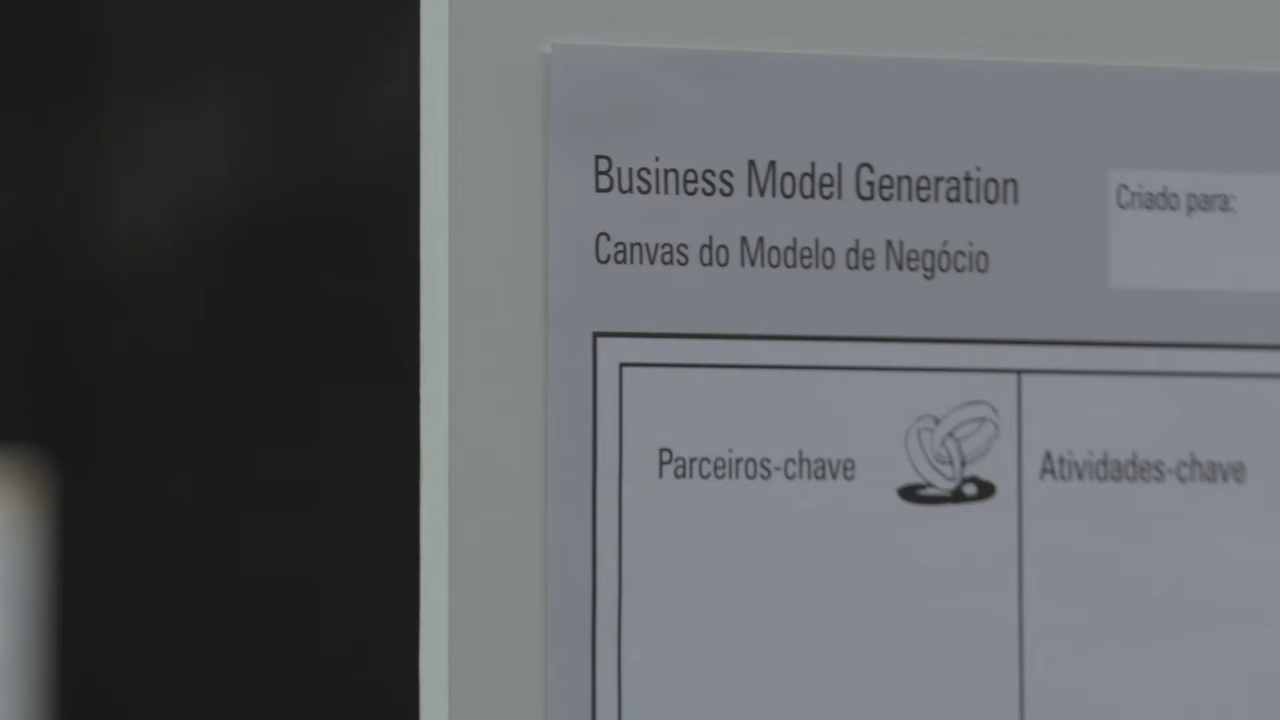 Business Model Generation
Criado para:
Canvas do Modelo de Negócio
Parceiros-chave
Atividades-chave